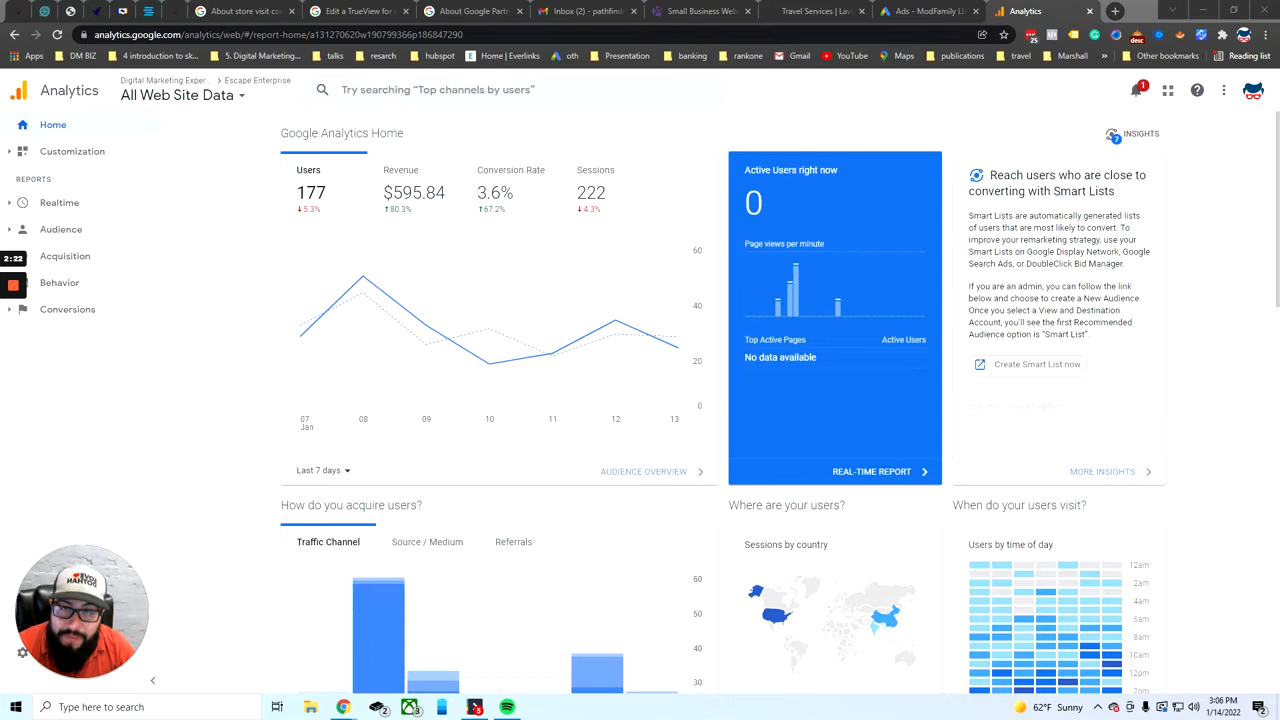 About store visit co
Update Email for
About Google Partn
Inbox (2) - pathfind
Small Business Web
Travel Services | La
Ads - ModFamily LL
Analytics
analytics.google.com/analytics/web/#/report-home/a131270620w190799366p186847290
Apps
DM BIZ
4 introduction to sk
5. Digital Marketing
talks
resarch
hubspot
Home | Everlinks
oth
Presentation
banking
rankone
Gmail
YouTube
Maps
travel
Marshall
Reading list
Analytics
Digital Marketing Exper... > Escape Enterprise
All Web Site Data
Try searching “Top channels by users”
1
Home
Customization
REPORTS
Realtime
Audience
2:22
Acquisition
Behavior
Conversions
Google Analytics Home
7
INSIGHTS
Users
Revenue
Conversion Rate
Sessions
177
$595.84
3.6%
222
↓5.3%
↑80.3%
↑67.2%
↓4.3%
60
40
20
0
07
08
09
10
11
12
13
Jan
Last 7 days
AUDIENCE OVERVIEW
Active Users right now
0
Page views per minute
Top Active Pages
Active Users
No data available
REAL-TIME REPORT
Reach users who are close to
converting with Smart Lists
Smart Lists are automatically generated lists
of users that are most likely to convert. To
improve your remarketing strategy, use your
Smart Lists on Google Display Network, Google
Search Ads, or DoubleClick Bid Manager.
If you are an admin, you can follow the link
below and choose to create a New Audience.
Once you select a View and Destination
Account, you'll see the first Recommended
Audience option is “Smart List”.
Create Smart List now
MORE INSIGHTS
How do you acquire users?
Traffic Channel
Source / Medium
Referrals
60
50
40
30
Where are your users?
Sessions by country
When do your users visit?
Users by time of day
12am
2am
4am
6am
8am
10am
12pm
2pm
Type here to search
2
3
5
62°F Sunny
3:06 PM
1/14/2022
2